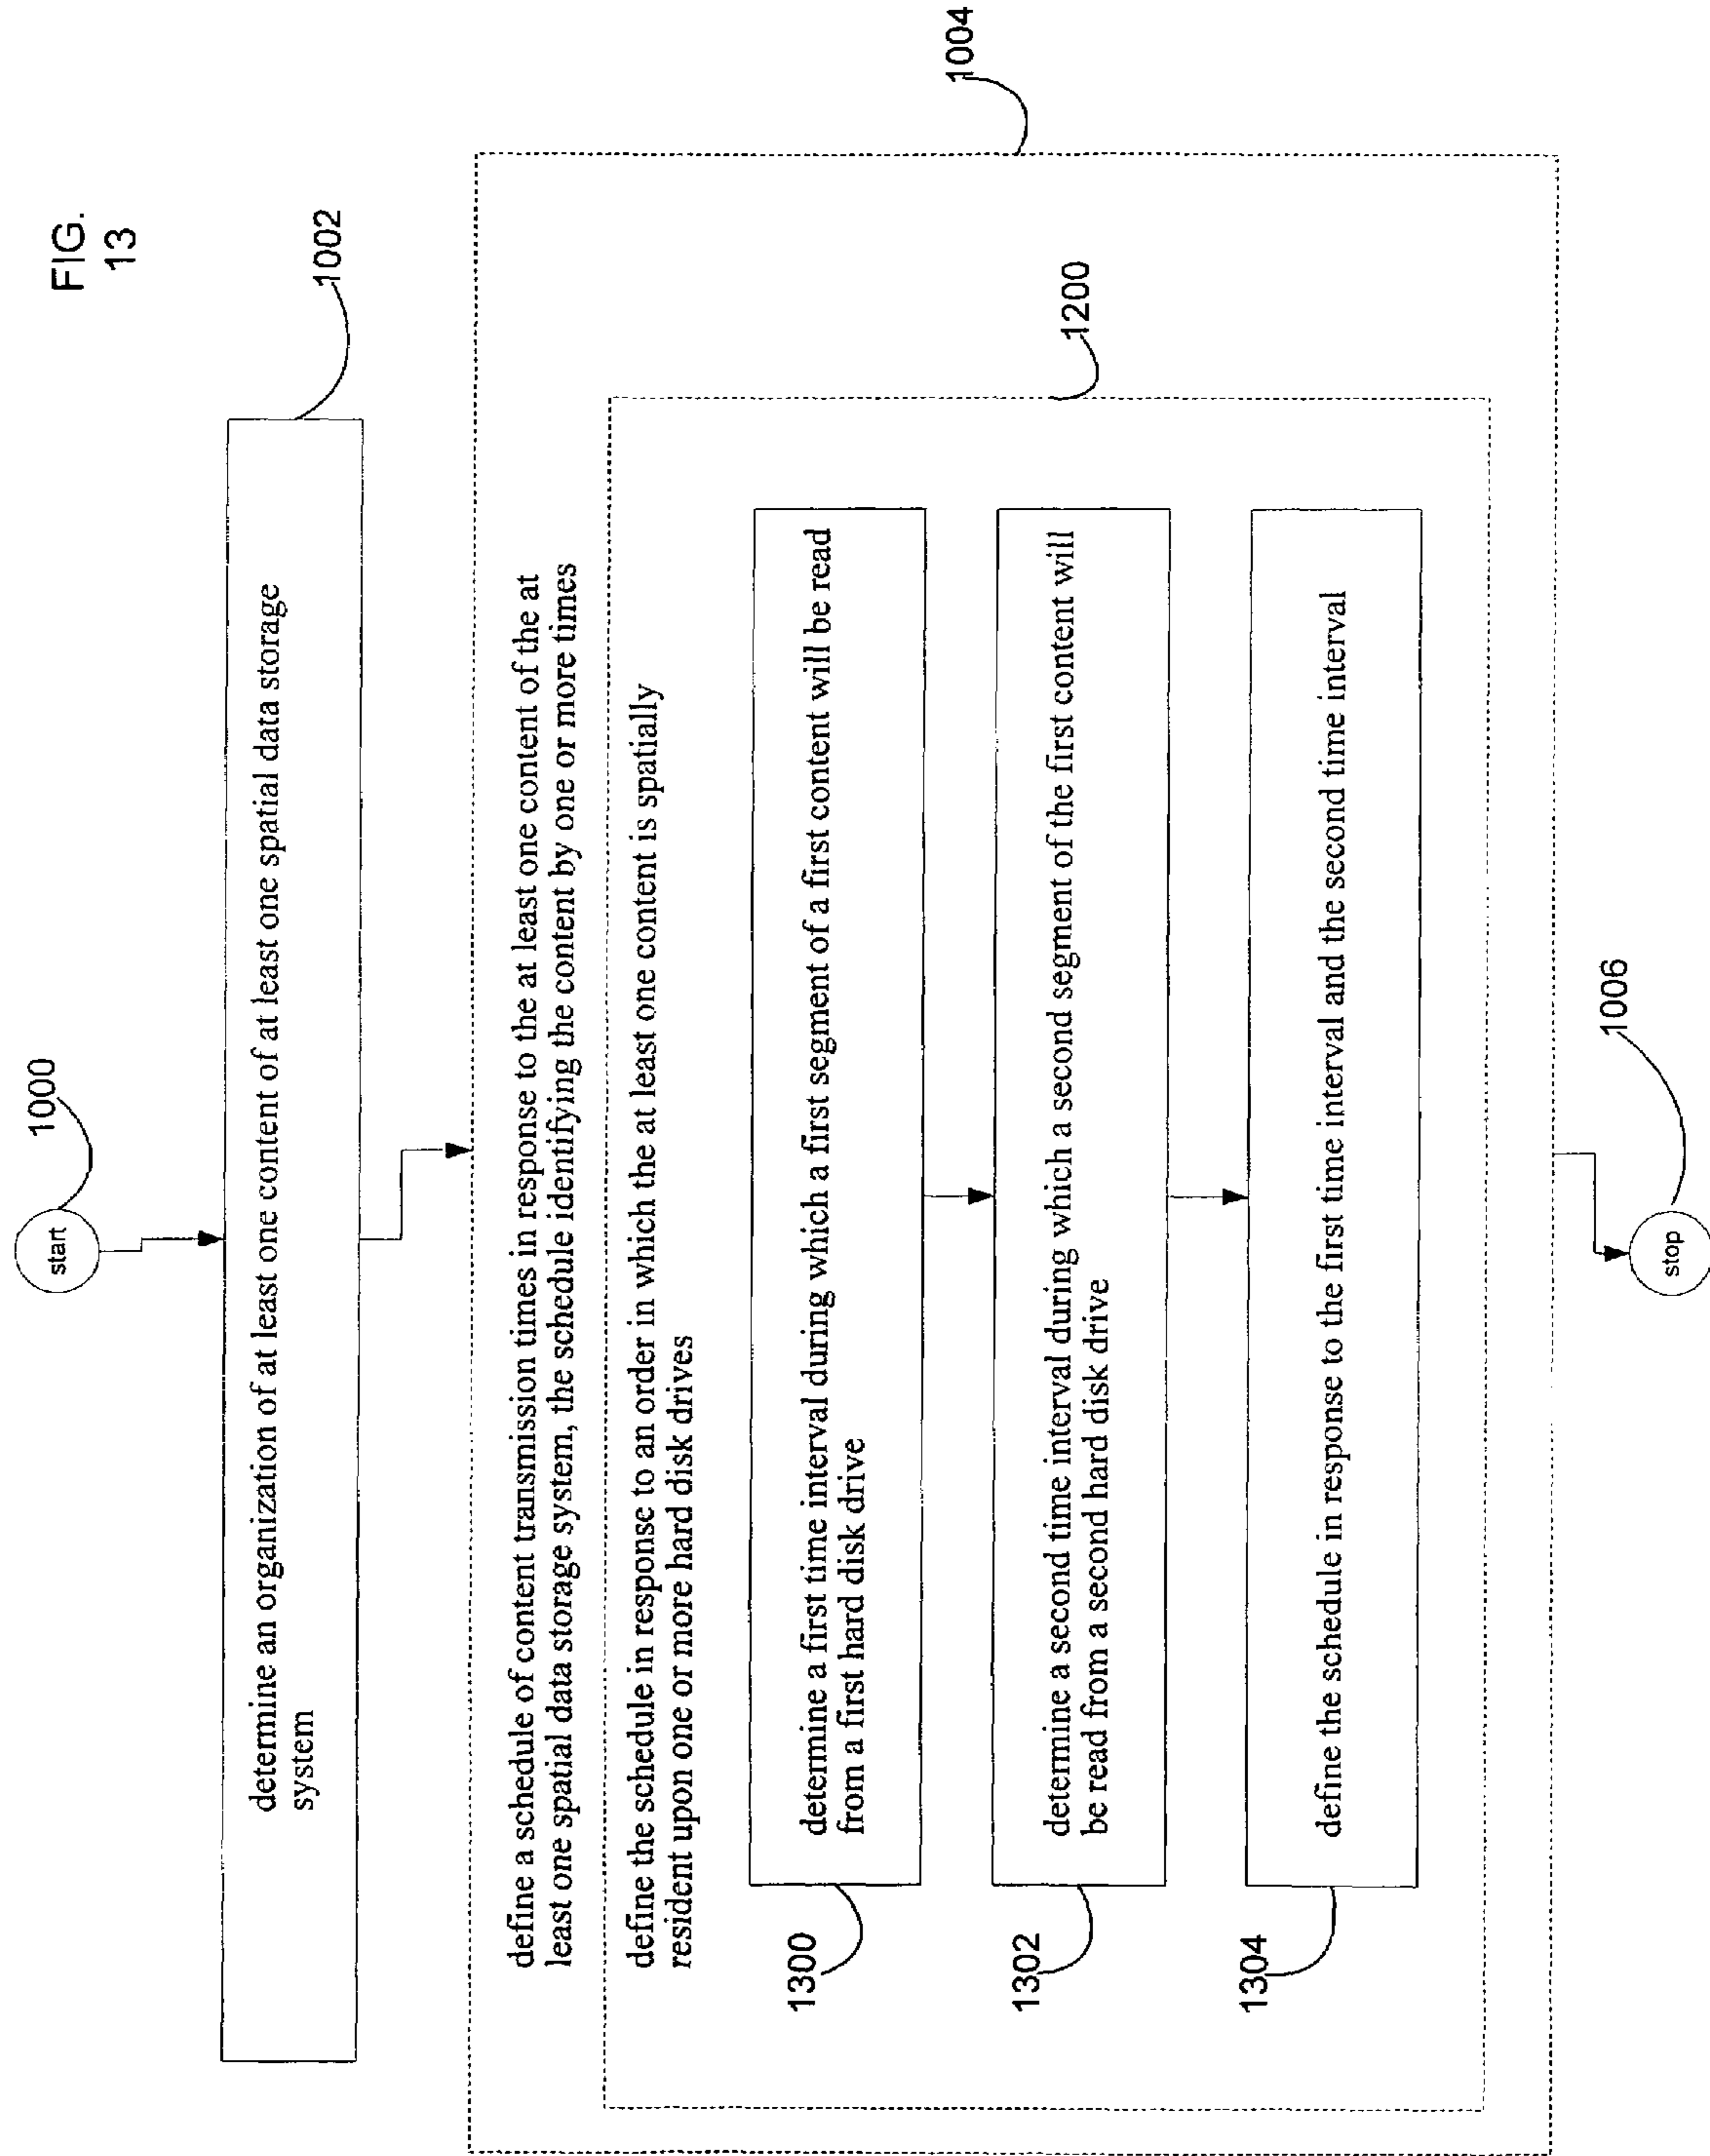 FIG.
13
1000
start
1002
determine an organization of at least one content of at least one spatial data storage
system
1004
define a schedule of content transmission times in response to the at least one content of the at
least one spatial data storage system, the schedule identifying the content by one or more times
1200
define the schedule in response to an order in which the at least one content is spatially
resident upon one or more hard disk drives
1300
determine a first time interval during which a first segment of a first content will be read
from a first hard disk drive
1302
determine a second time interval during which a second segment of the first content will
be read from a second hard disk drive
1304
define the schedule in response to the first time interval and the second time interval
1006
stop